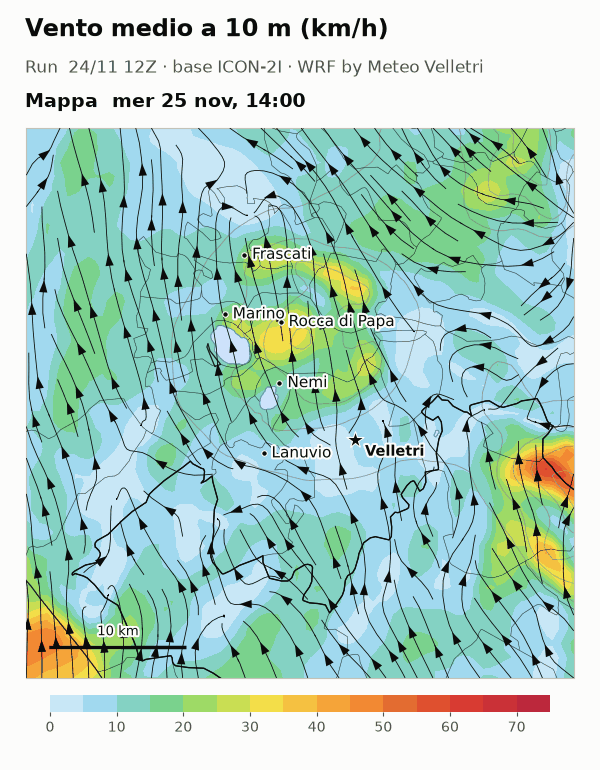 Vento medio a 10 m (km/h)
Run  24/11 12Z · base ICON-2I · WRF by Meteo Velletri
Mappa  mer 25 nov, 14:00
Frascati
Marino
Rocca di Papa
Nemi
Velletri
Lanuvio
10 km
0 10 20 30 40 50 60 70